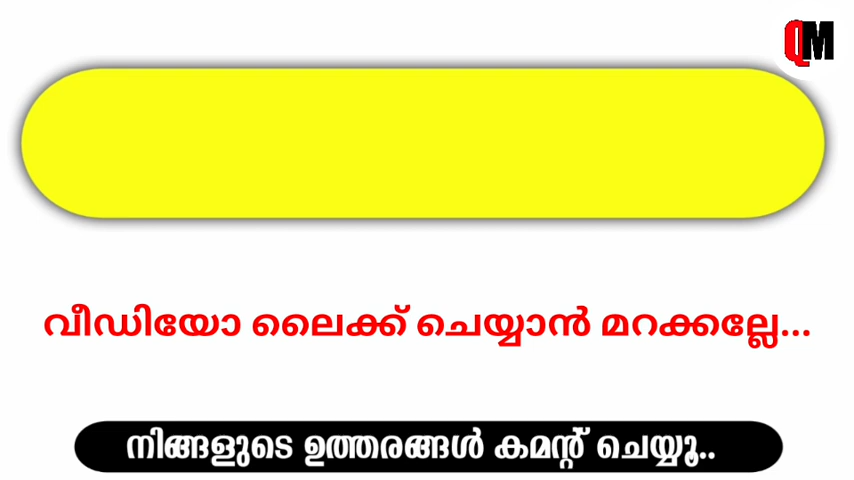 QM
വീഡിയോ ലൈക്ക് ചെയ്യാൻ മറക്കല്ലേ...
നിങ്ങളുടെ ഉത്തരങ്ങൾ കമന്റ് ചെയ്യൂ..